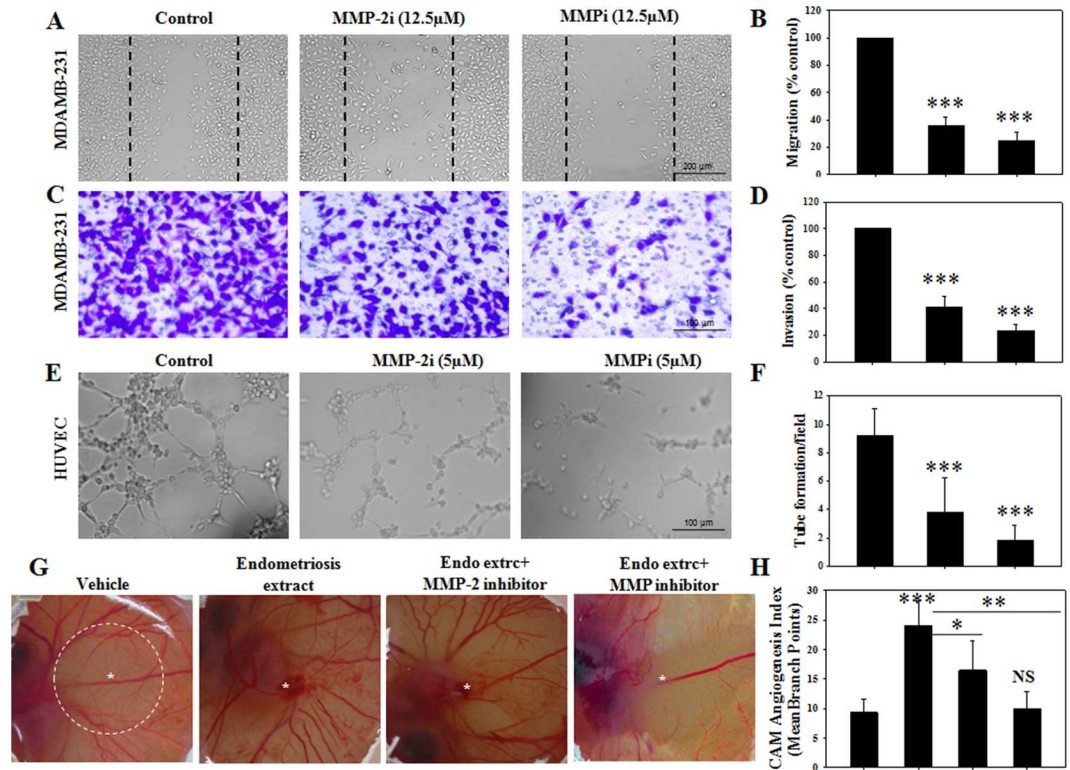 A
Control
MMP-2i (12.5µM)
MMPi (12.5µM)
MDAMB-231
200 µm
B
Migration (% control)
120
100
80
60
40
20
0
***
***
C
MDAMB-231
100 µm
D
Invasion (% control)
120
100
80
60
40
20
0
***
***
Control
MMP-2i (5µM)
MMPi (5µM)
E
HUVEC
100 µm
F
Tube formation/field
12
10
8
6
4
2
0
***
***
G
Vehicle
Endometriosis
extract
Endo extrc+
MMP-2 inhibitor
Endo extrc+
MMP inhibitor
*
*
*
*
H
CAM Angiogenesis Index
(Mean Branch Points)
30
25
20
15
10
5
0
***
**
*
NS